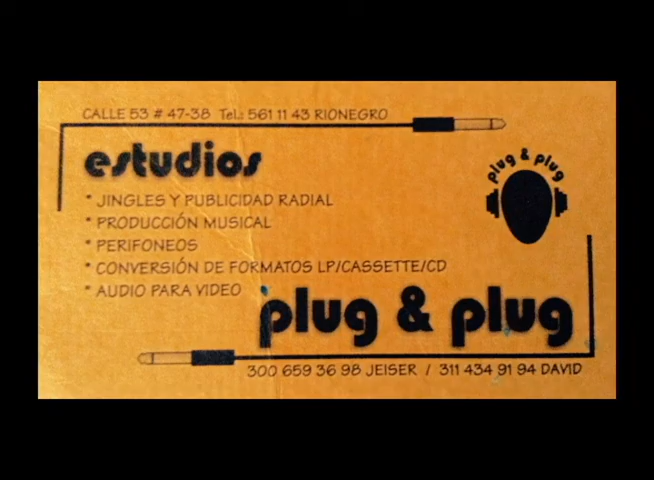 CALLE 53 # 47-38 Tel.: 561 11 43 RIONEGRO
estudios
plug & plug
* JINGLES Y PUBLICIDAD RADIAL
* PRODUCCIÓN MUSICAL
* PERIFONEOS
* CONVERSIÓN DE FORMATOS LP/CASSETTE/CD
* AUDIO PARA VIDEO
plug & plug
300 659 36 98 JEISER / 311 434 91 94 DAVID